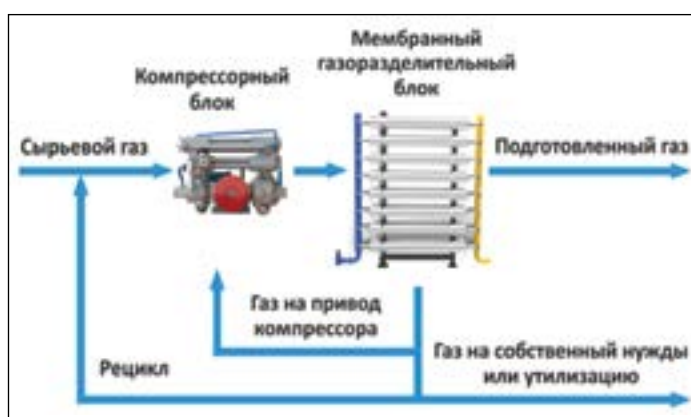 Мембранный
газоразделительный
блок
Компрессорный
блок
Сырьевой газ
Подготовленный газ
Газ на привод
компрессора
Рецикл
Газ на собственный нужды
или утилизацию